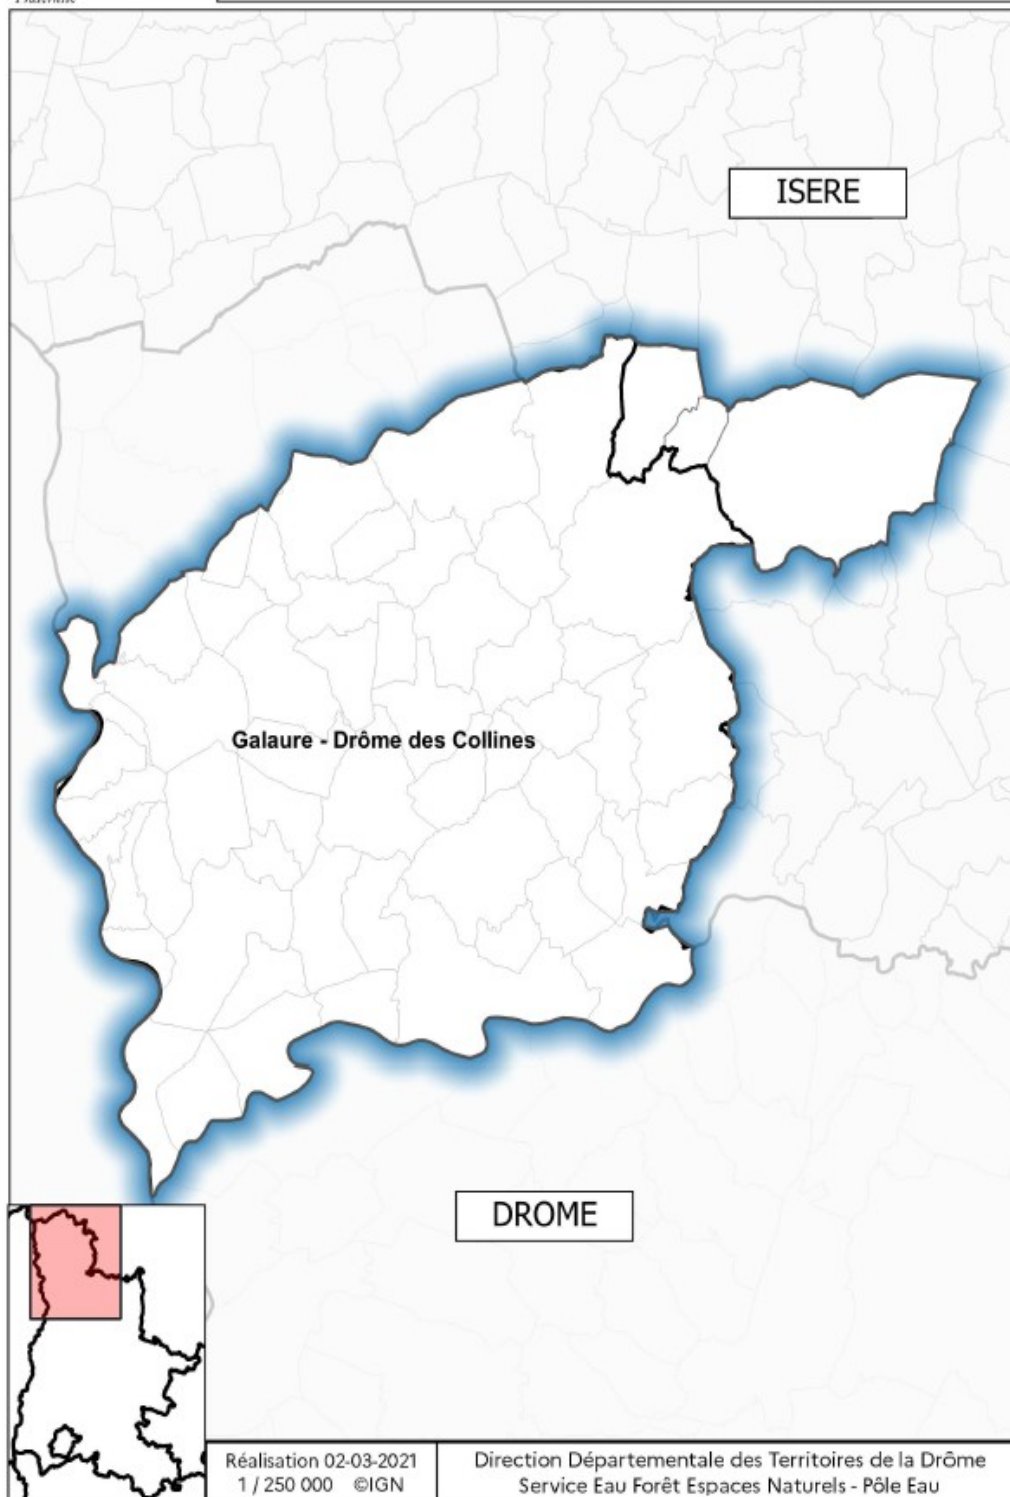 Fraternité
ISERE
Galaure - Drôme des Collines
DROME
Réalisation 02-03-2021
1 / 250 000 ©IGN
Direction Départementale des Territoires de la Drôme
Service Eau Forêt Espaces Naturels - Pôle Eau